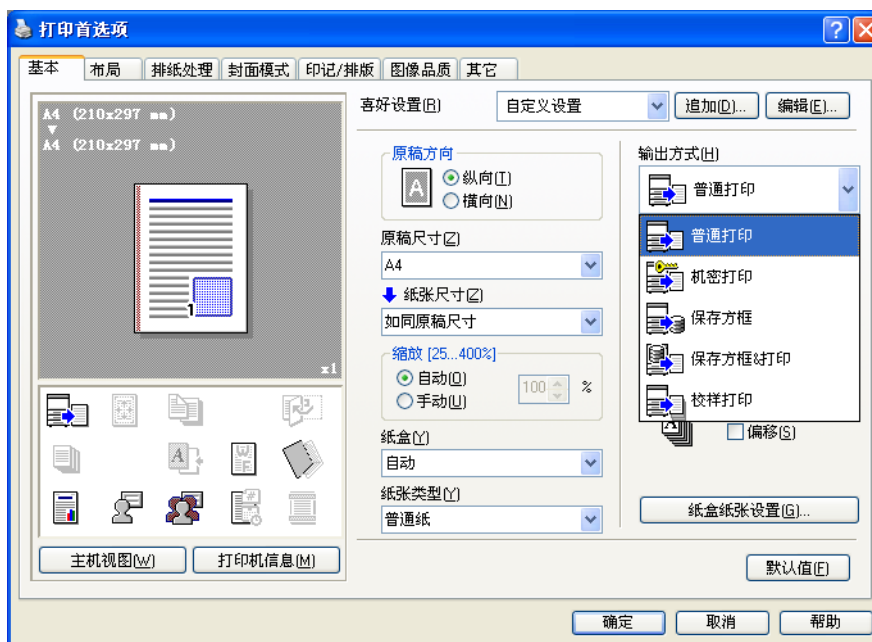 打印首选项
基本 布局 排纸处理 封面模式 印记/排版 图像品质 其它
A4 (210x297 mm)
A4 (210x297 mm)
1
x1
主机视图(W) 打印机信息(M)
喜好设置(R) 自定义设置 追加(D)... 编辑(E)...
原稿方向
A
纵向(T)
横向(N)
原稿尺寸(Z)
A4
纸张尺寸(Z)
如同原稿尺寸
缩放 [25...400%]
自动(O)
手动(U)
100 %
纸盒(Y)
自动
纸张类型(Y)
普通纸
输出方式(H)
普通打印
普通打印
机密打印
保存方框
保存方框&打印
校样打印
偏移(S)
纸盒纸张设置(G)...
默认值(F)
确定 取消 帮助